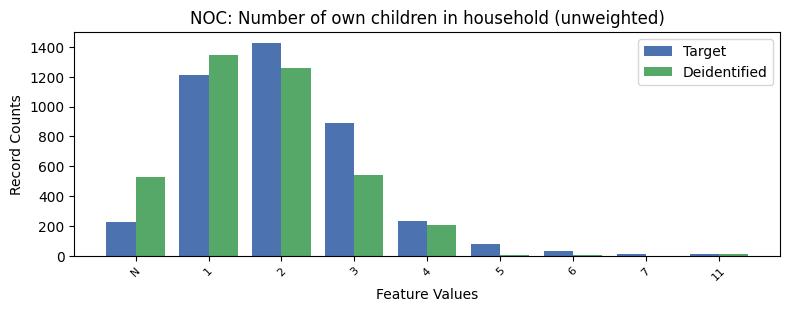 NOC: Number of own children in household (unweighted)
Target
Deidentified
Record Counts
1400
1200
1000
800
600
400
200
0
N
1
2
3
4
5
6
7
11
Feature Values